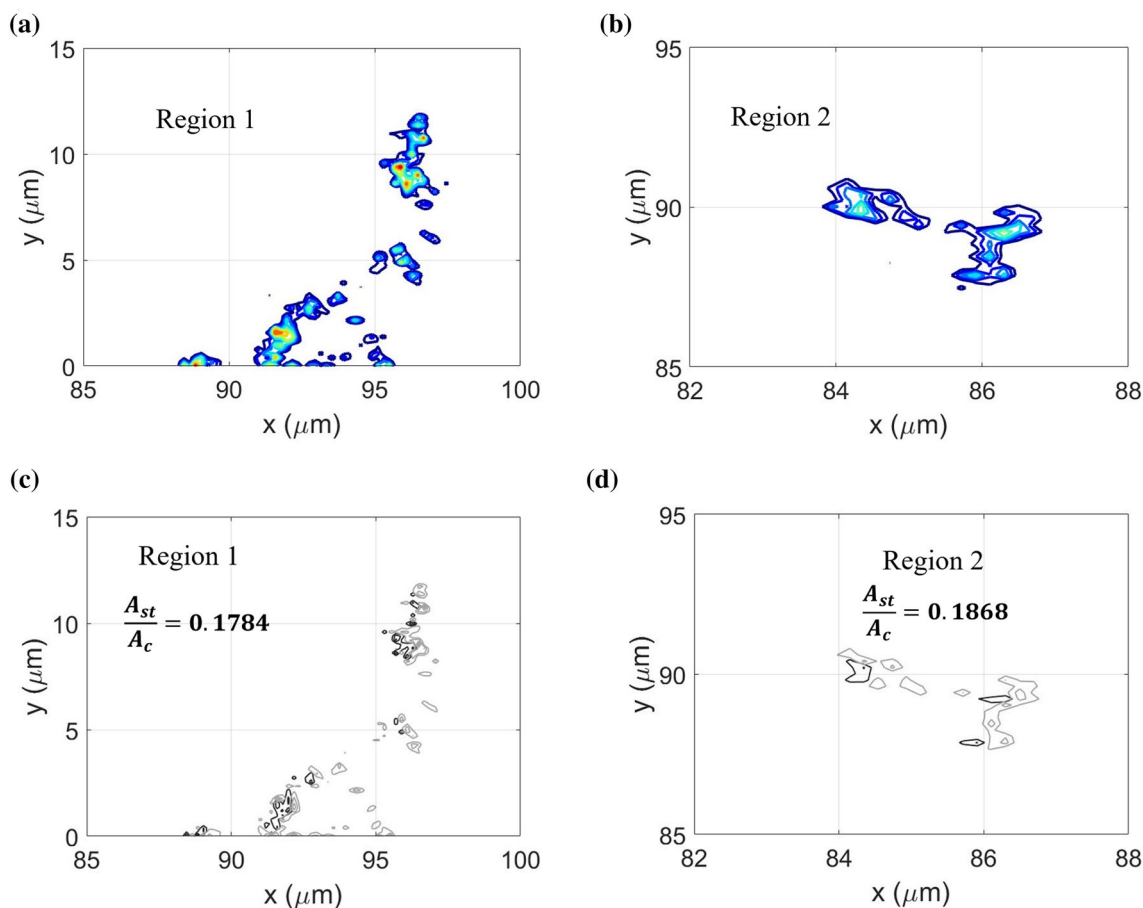 (a)
15
10
5
0
y (μm)
Region 1
85
90
95
100
x (μm)
(b)
95
90
85
y (μm)
Region 2
82
84
86
88
x (μm)
(c)
15
10
5
0
y (μm)
Region 1
A_st/A_c = 0.1784
85
90
95
100
x (μm)
(d)
95
90
85
y (μm)
Region 2
A_st/A_c = 0.1868
82
84
86
88
x (μm)